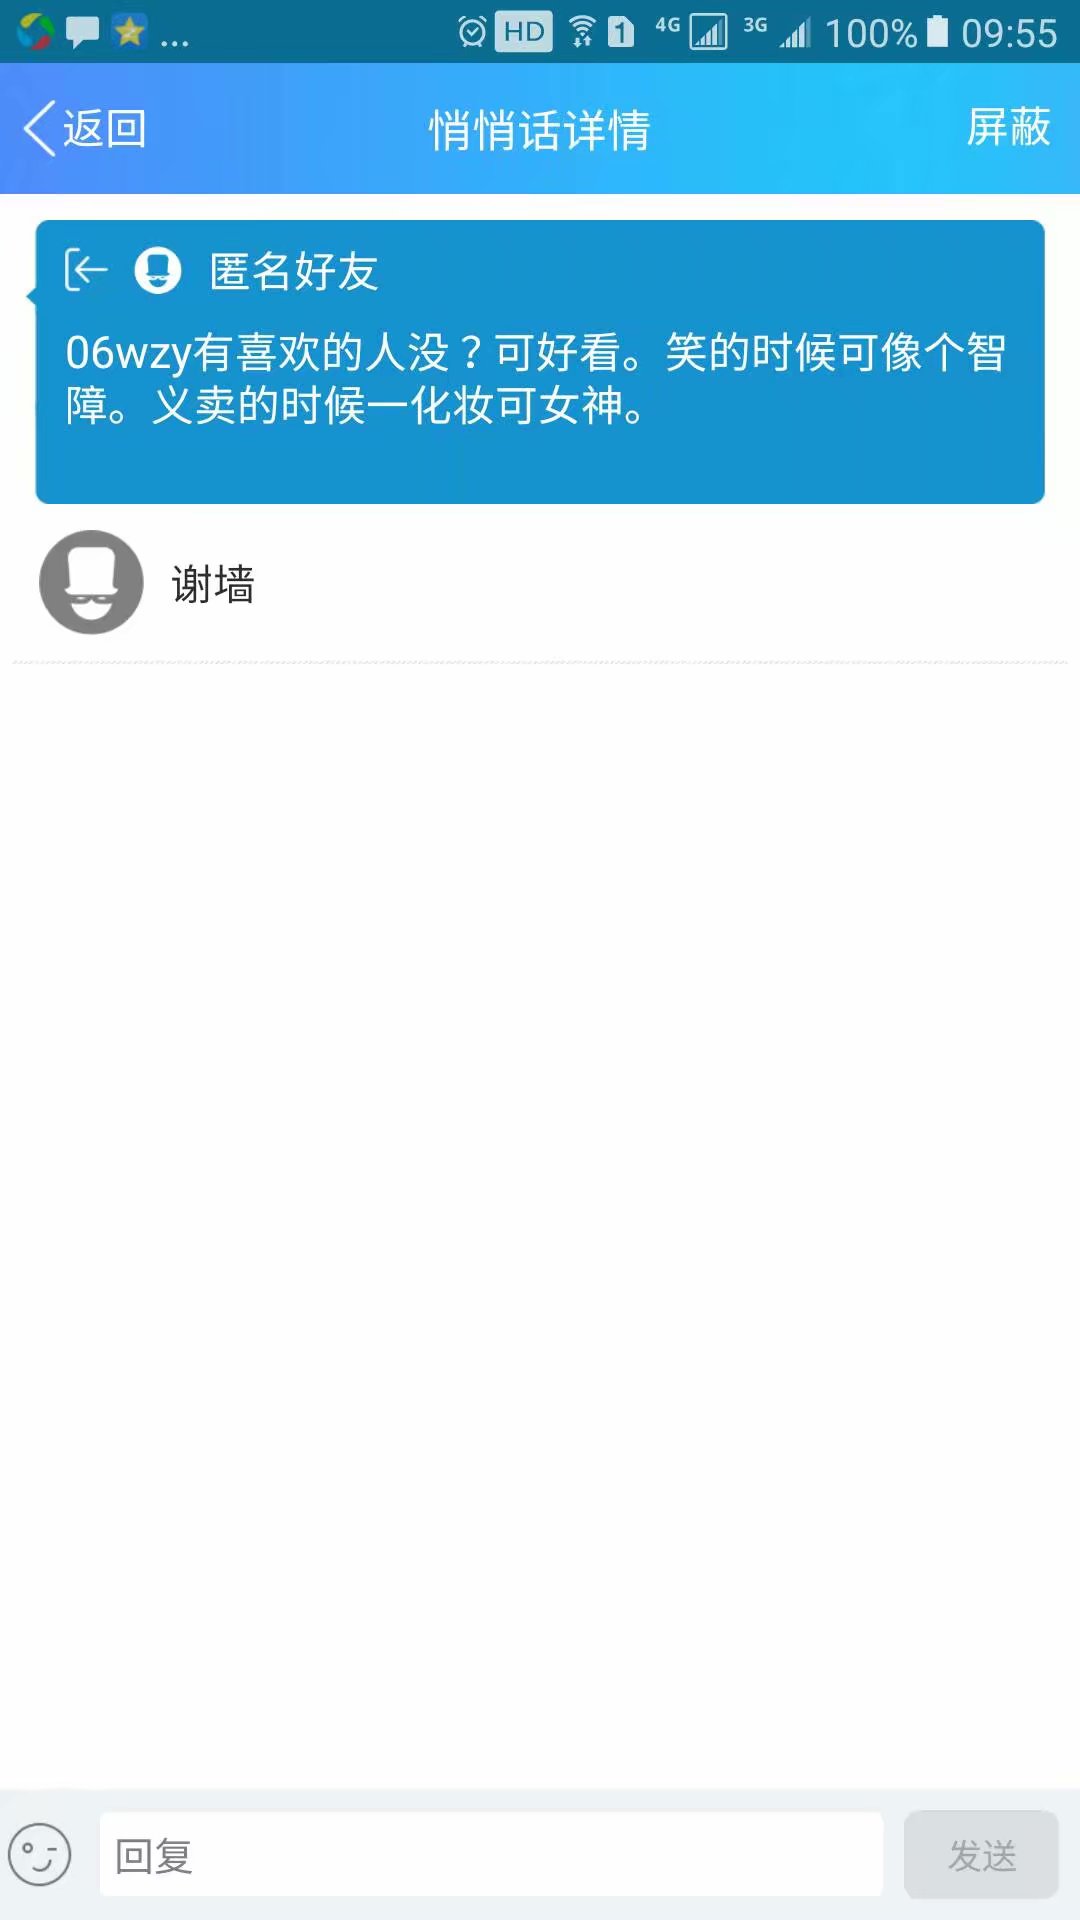 ... HD 1 4G 3G 100% 09:55
返回 悄悄话详情 屏蔽
匿名好友
06wzy有喜欢的人没？可好看。笑的时候可像个智
障。义卖的时候一化妆可女神。
谢墙
回复 发送